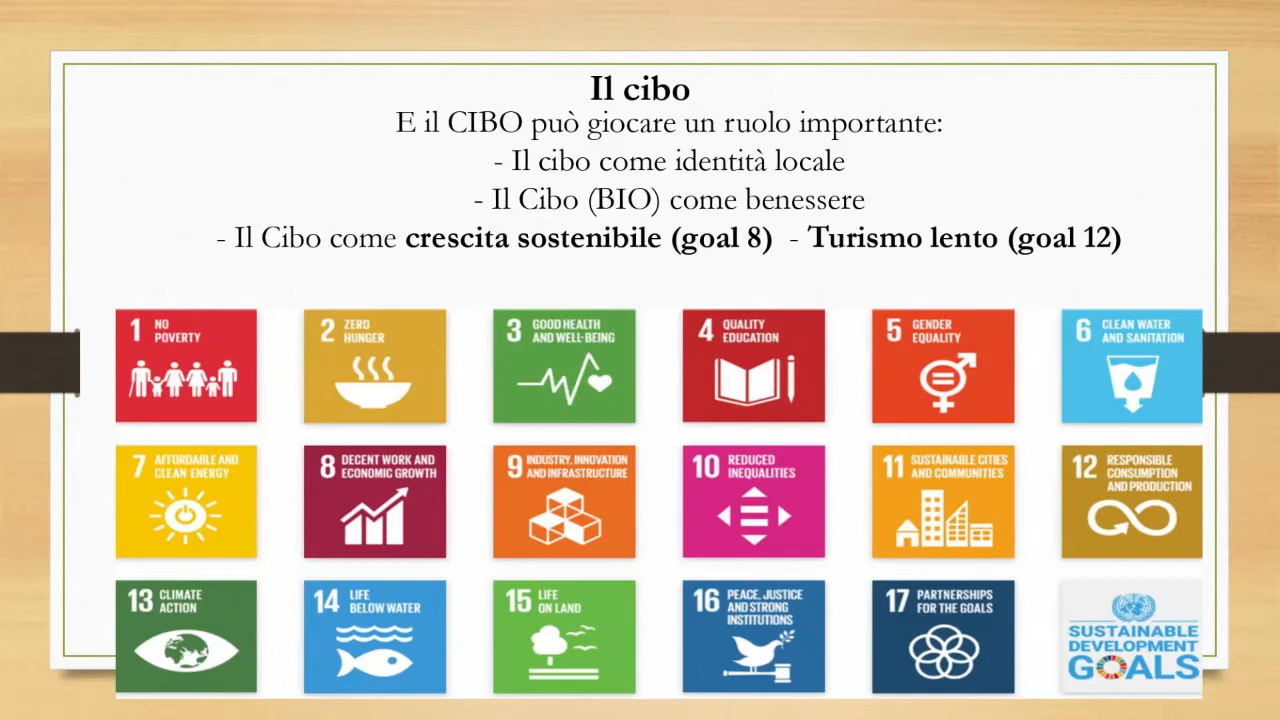 Il cibo
E il CIBO può giocare un ruolo importante:
- Il cibo come identità locale
- Il Cibo (BIO) come benessere
- Il Cibo come crescita sostenibile (goal 8)  - Turismo lento (goal 12)
1 NO
POVERTY
2 ZERO
HUNGER
3 GOOD HEALTH
AND WELL-BEING
4 QUALITY
EDUCATION
5 GENDER
EQUALITY
6 CLEAN WATER
AND SANITATION
7 AFFORDABLE AND
CLEAN ENERGY
8 DECENT WORK AND
ECONOMIC GROWTH
9 INDUSTRY, INNOVATION
AND INFRASTRUCTURE
10 REDUCED
INEQUALITIES
11 SUSTAINABLE CITIES
AND COMMUNITIES
12 RESPONSIBLE
CONSUMPTION
AND PRODUCTION
13 CLIMATE
ACTION
14 LIFE
BELOW WATER
15 LIFE
ON LAND
16 PEACE, JUSTICE
AND STRONG
INSTITUTIONS
17 PARTNERSHIPS
FOR THE GOALS
SUSTAINABLE
DEVELOPMENT
GOALS